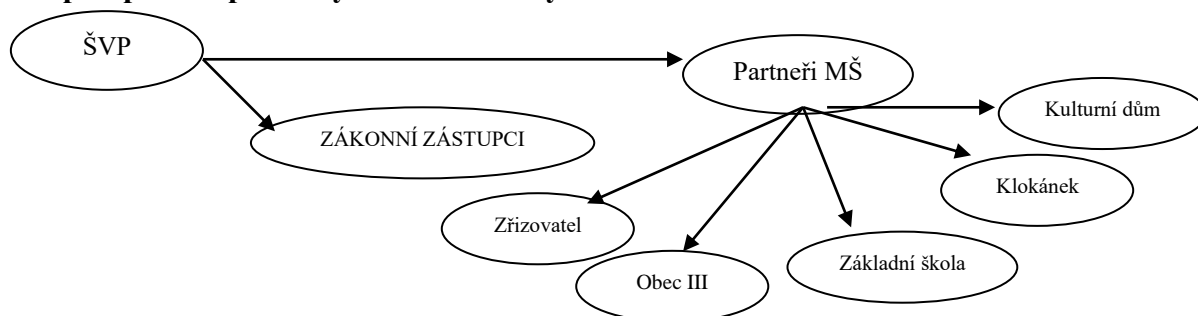 ŠVP
Partneři MŠ
Kulturní dům
ZÁKONNÍ ZÁSTUPCI
Klokánek
Zřizovatel
Základní škola
Obec III